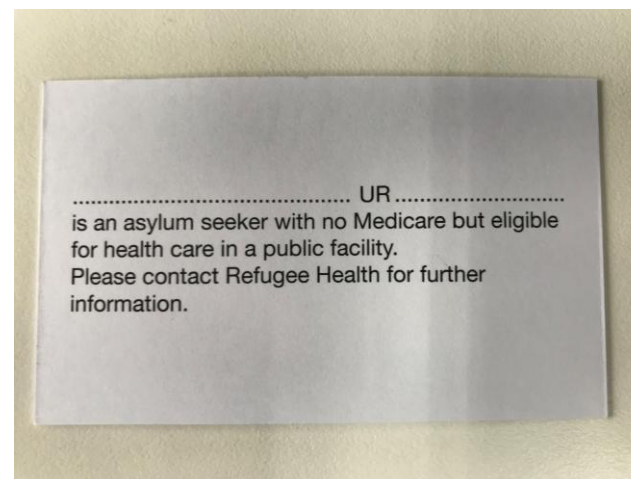 .............................................. UR............................
is an asylum seeker with no Medicare but eligible
for health care in a public facility.
Please contact Refugee Health for further
information.